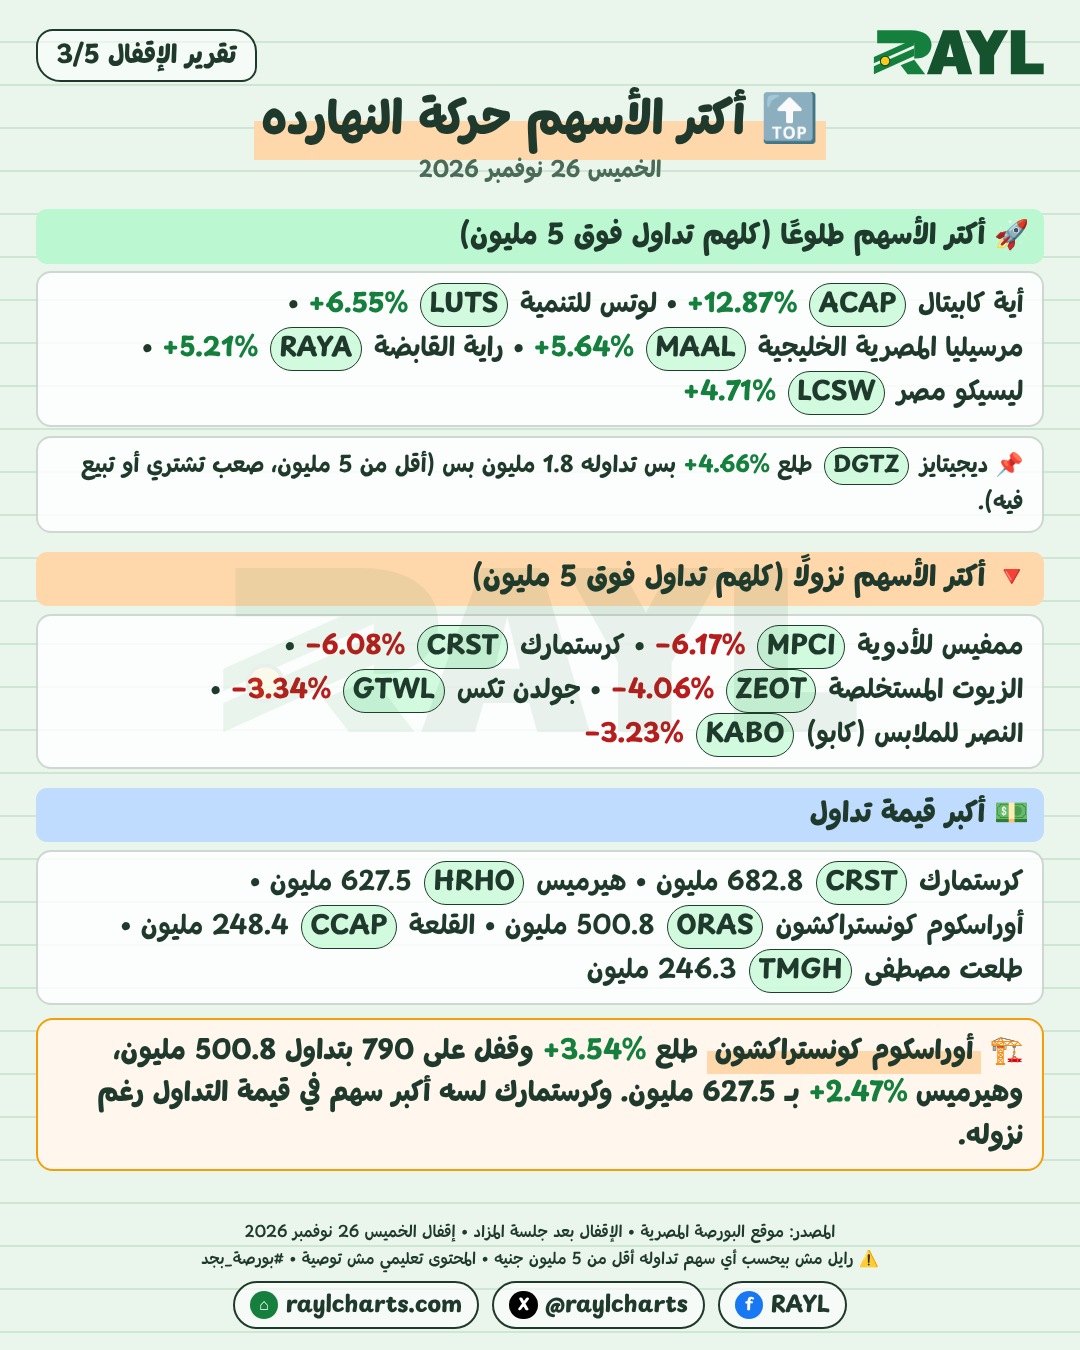 RAYL
تقرير الإقفال 3/5
🔝 أكتر الأسهم حركة النهارده
الخميس 26 نوفمبر 2026
🚀 أكتر الأسهم طلوعًا (كلهم تداول فوق 5 مليون)
أية كابيتال ACAP +12.87% • لوتس للتنمية LUTS +6.55% •
مرسيليا المصرية الخليجية MAAL +5.64% • راية القابضة RAYA +5.21% •
ليسيكو مصر LCSW +4.71%
📌 ديجيتايز DGTZ طلع +4.66% بس تداوله 1.8 مليون بس (أقل من 5 مليون، صعب تشتري أو تبيع
فيه).
🔻 أكتر الأسهم نزولًا (كلهم تداول فوق 5 مليون)
ممفيس للأدوية MPCI −6.17% • كرستمارك CRST −6.08% •
الزيوت المستخلصة ZEOT −4.06% • جولدن تكس GTWL −3.34% •
النصر للملابس (كابو) KABO −3.23%
💵 أكبر قيمة تداول
كرستمارك CRST 682.8 مليون • هيرميس HRHO 627.5 مليون •
أوراسكوم كونستراكشون ORAS 500.8 مليون • القلعة CCAP 248.4 مليون •
طلعت مصطفى TMGH 246.3 مليون
🏗️ أوراسكوم كونستراكشون طلع +3.54% وقفل على 790 بتداول 500.8 مليون،
وهيرميس +2.47% بـ 627.5 مليون. وكرستمارك لسه أكبر سهم في قيمة التداول رغم
نزوله.
المصدر: موقع البورصة المصرية • الإقفال بعد جلسة المزاد • إقفال الخميس 26 نوفمبر 2026
⚠️ رايل مش بيحسب أي سهم تداوله أقل من 5 مليون جنيه • المحتوى تعليمي مش توصية • #بورصة_بجد
RAYL
@raylcharts
raylcharts.com